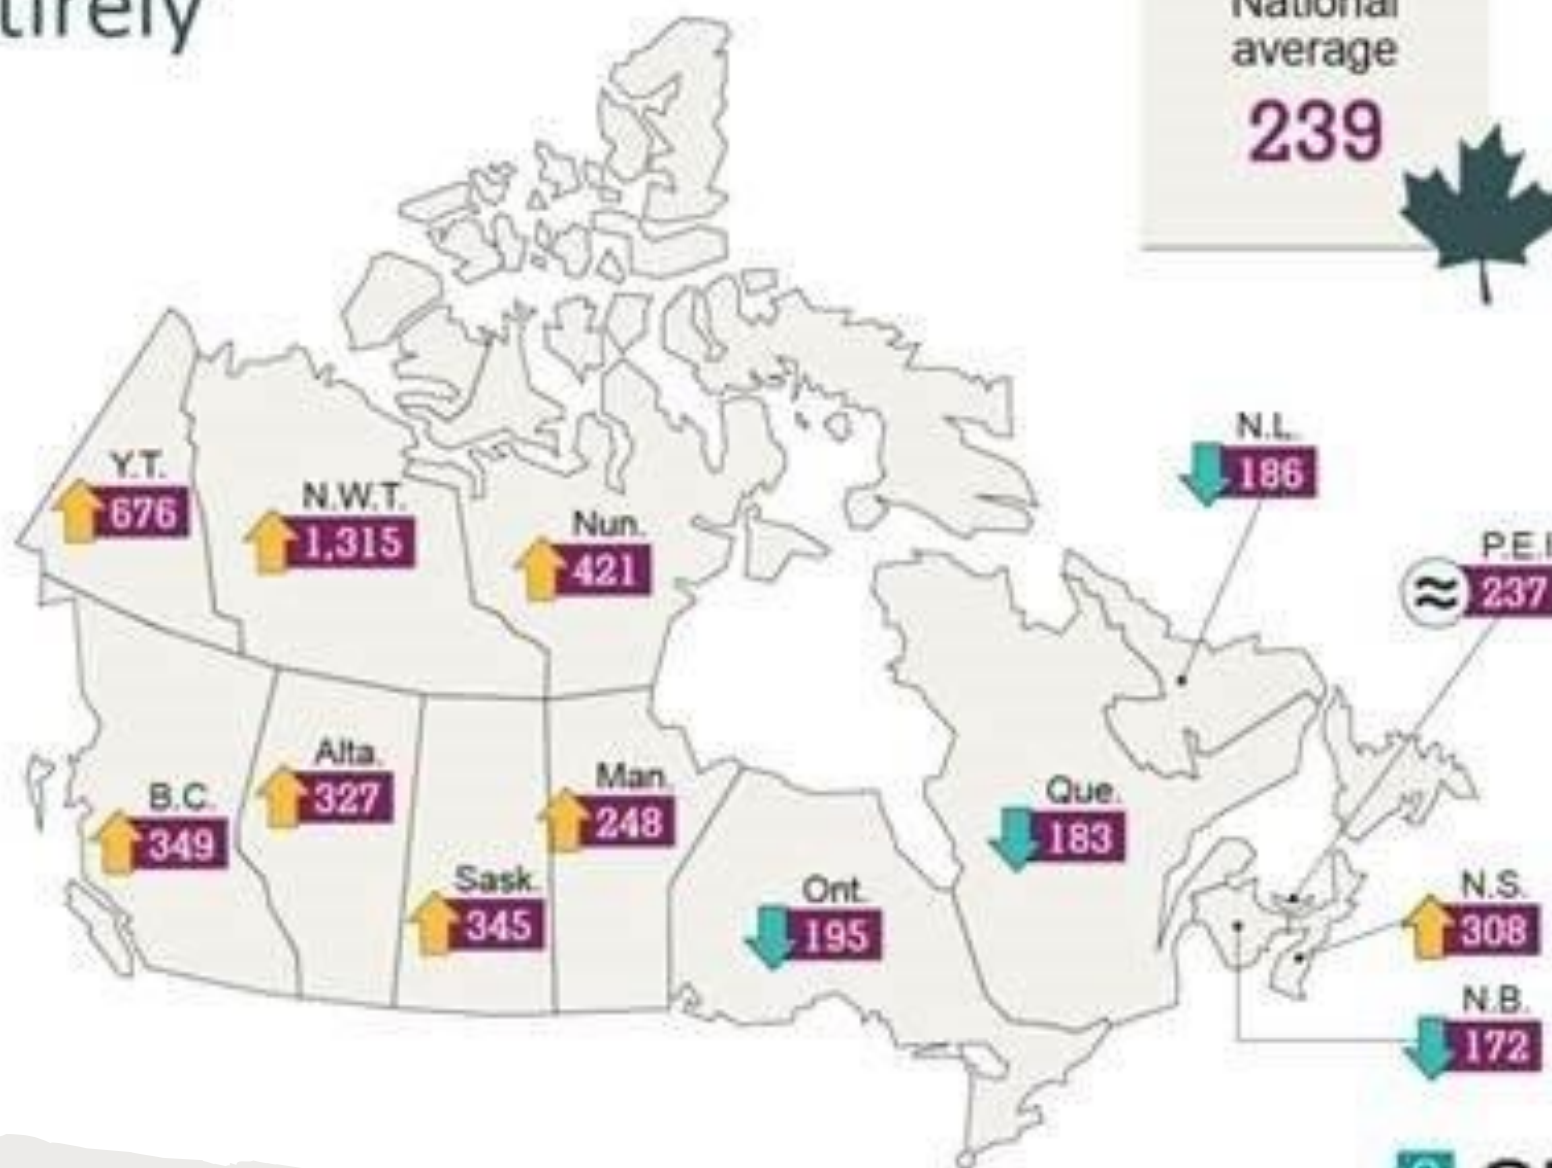 tirely
National
average
239
N.L.
186
Y.T.
676
N.W.T.
1,315
Nun.
421
P.E.I
237
Alta.
327
Man.
248
B.C.
349
Que.
183
Sask.
345
Ont.
195
N.S.
308
N.B.
172